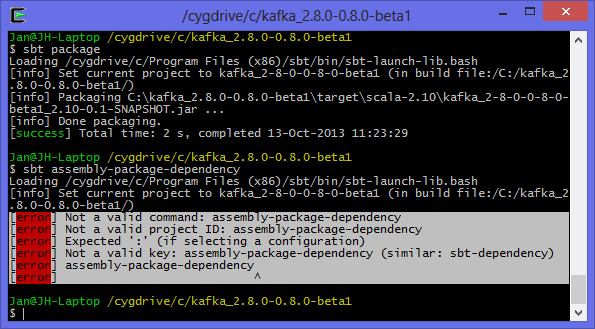 /cygdrive/c/kafka_2.8.0-0.8.0-beta1
Jan@JH-Laptop /cygdrive/c/kafka_2.8.0-0.8.0-beta1
$ sbt package
Loading /cygdrive/c/Program Files (x86)/sbt/bin/sbt-launch-lib.bash
[info] Set current project to kafka_2-8-0-0-8-0-beta1 (in build file:/C:/kafka_2
.8.0-0.8.0-beta1/)
[info] Packaging C:\kafka_2.8.0-0.8.0-beta1\target\scala-2.10\kafka_2-8-0-0-8-0-
beta1_2.10-0.1-SNAPSHOT.jar ...
[info] Done packaging.
[success] Total time: 2 s, completed 13-Oct-2013 11:23:29
Jan@JH-Laptop /cygdrive/c/kafka_2.8.0-0.8.0-beta1
$ sbt assembly-package-dependency
Loading /cygdrive/c/Program Files (x86)/sbt/bin/sbt-launch-lib.bash
[info] Set current project to kafka_2-8-0-0-8-0-beta1 (in build file:/C:/kafka_2
.8.0-0.8.0-beta1/)
[error] Not a valid command: assembly-package-dependency
[error] Not a valid project ID: assembly-package-dependency
[error] Expected ':' (if selecting a configuration)
[error] Not a valid key: assembly-package-dependency (similar: sbt-dependency)
[error] assembly-package-dependency
[error]                            ^
Jan@JH-Laptop /cygdrive/c/kafka_2.8.0-0.8.0-beta1
$